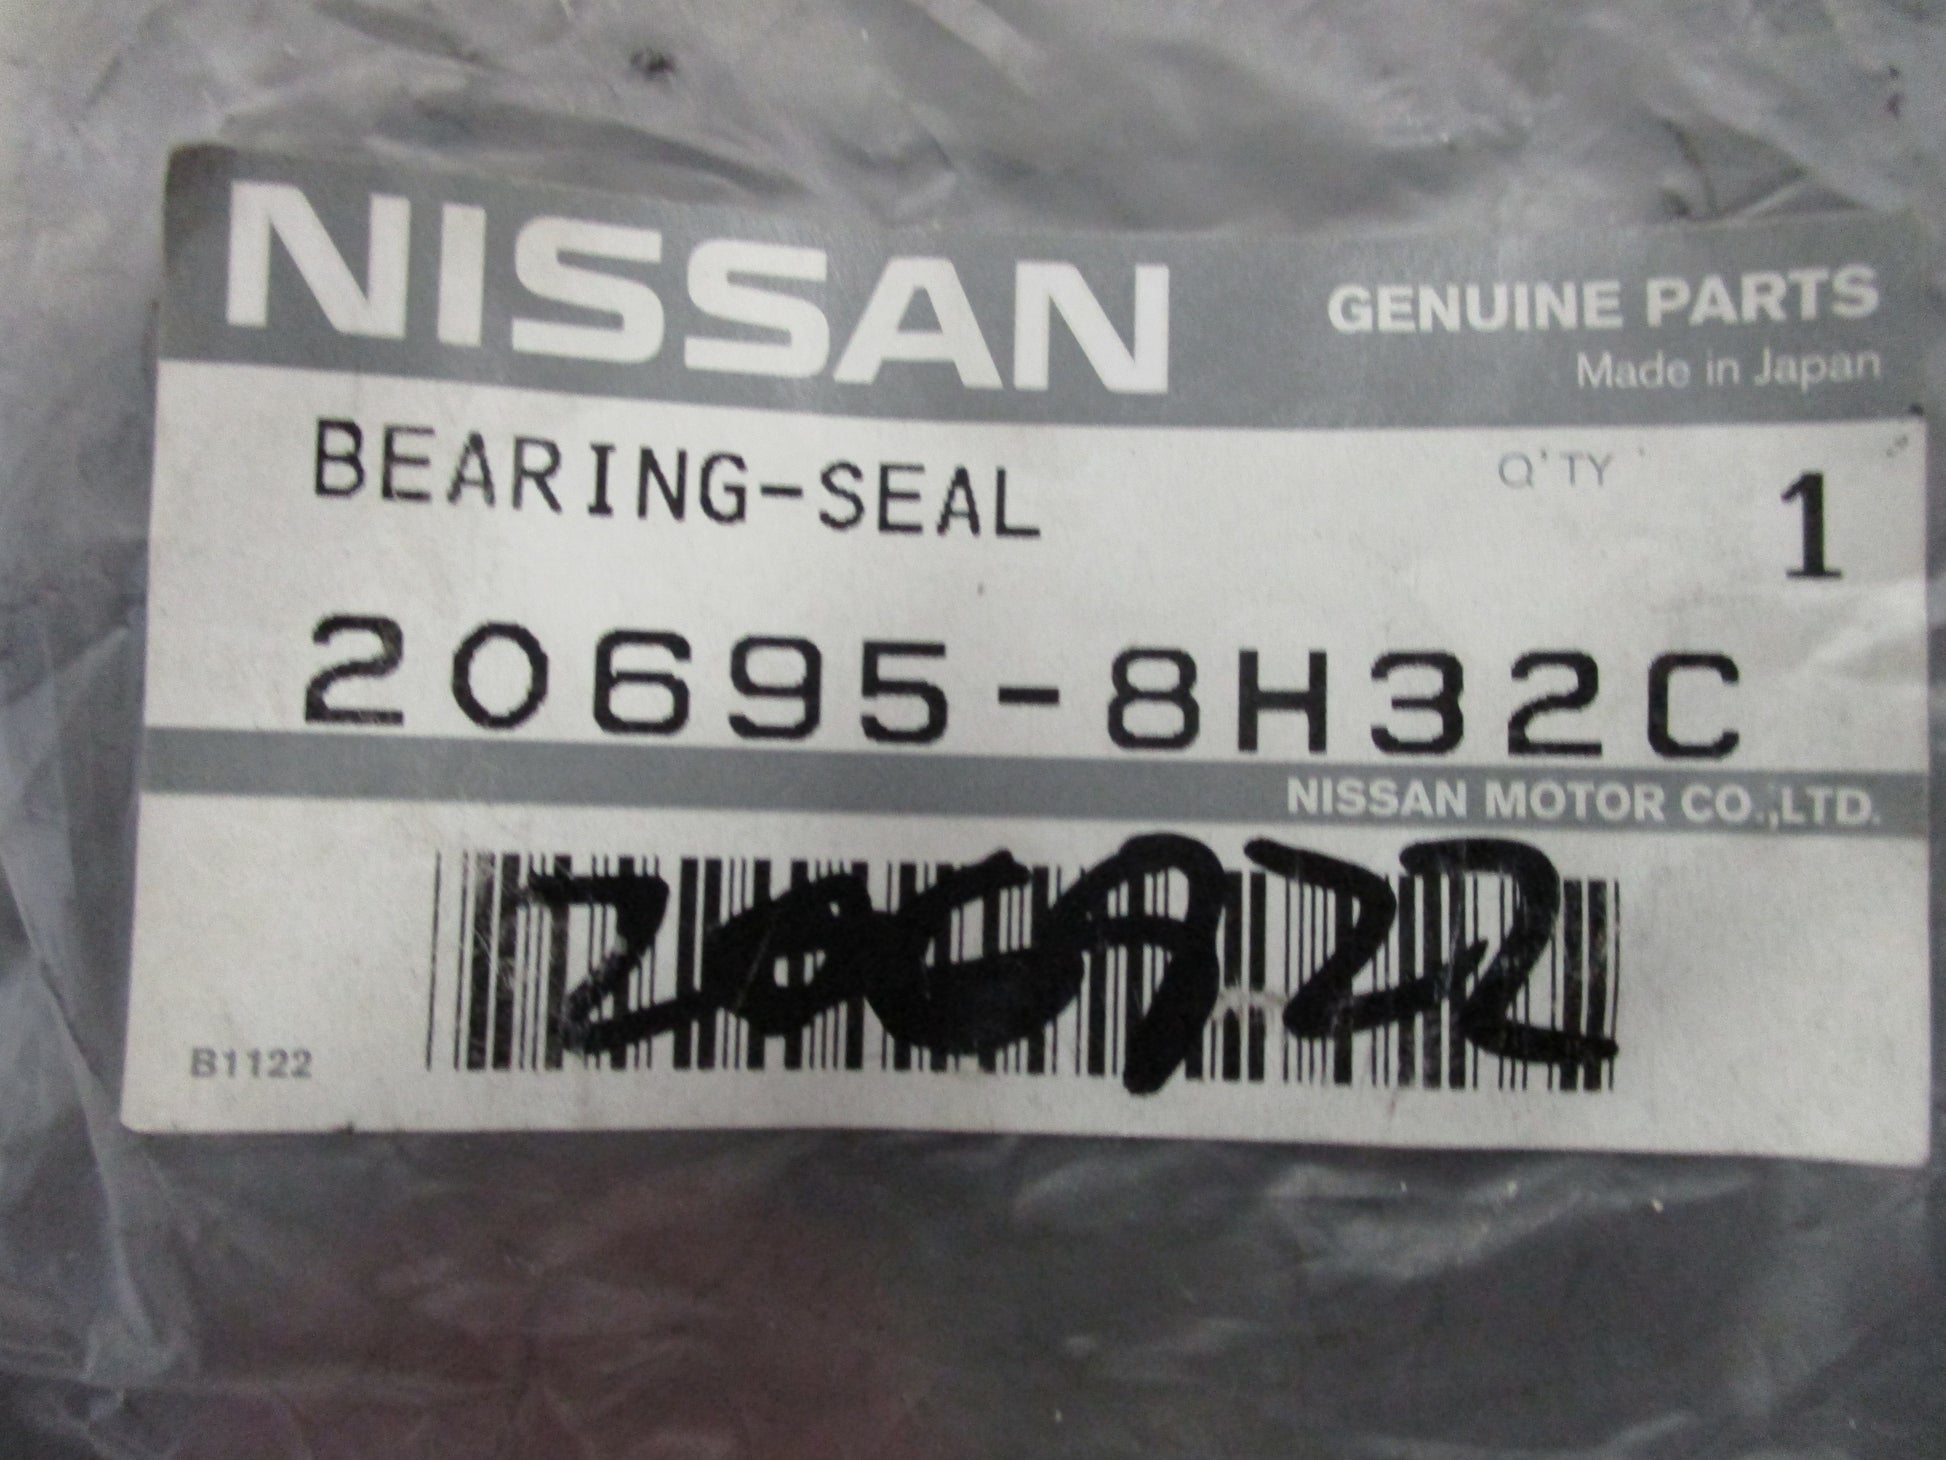 NISSAN
GENUINE PARTS
Made in Japan
BEARING-SEAL
Q'TY
1
20695-8H32C
NISSAN MOTOR CO.,LTD.
B1122